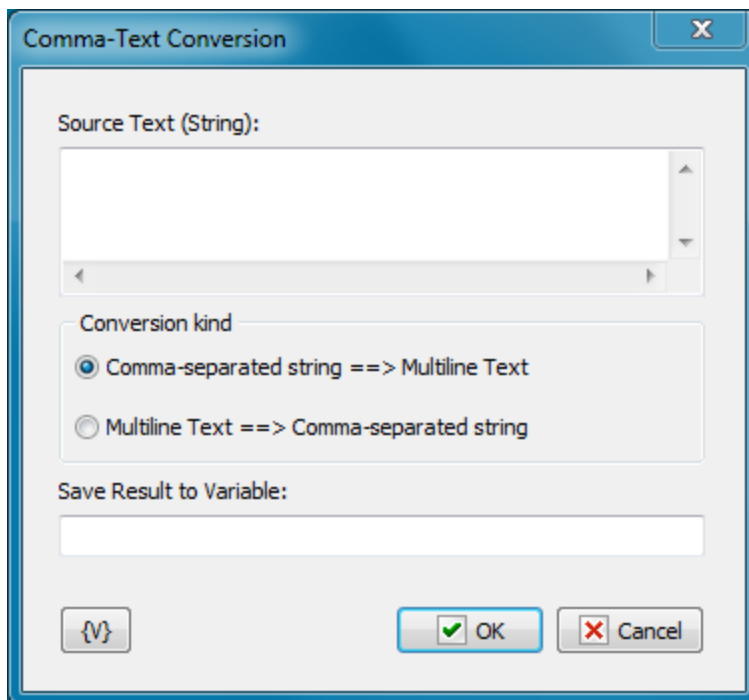 Comma-Text Conversion
Source Text (String):
Conversion kind
Comma-separated string ==> Multiline Text
Multiline Text ==> Comma-separated string
Save Result to Variable:
{V} OK Cancel